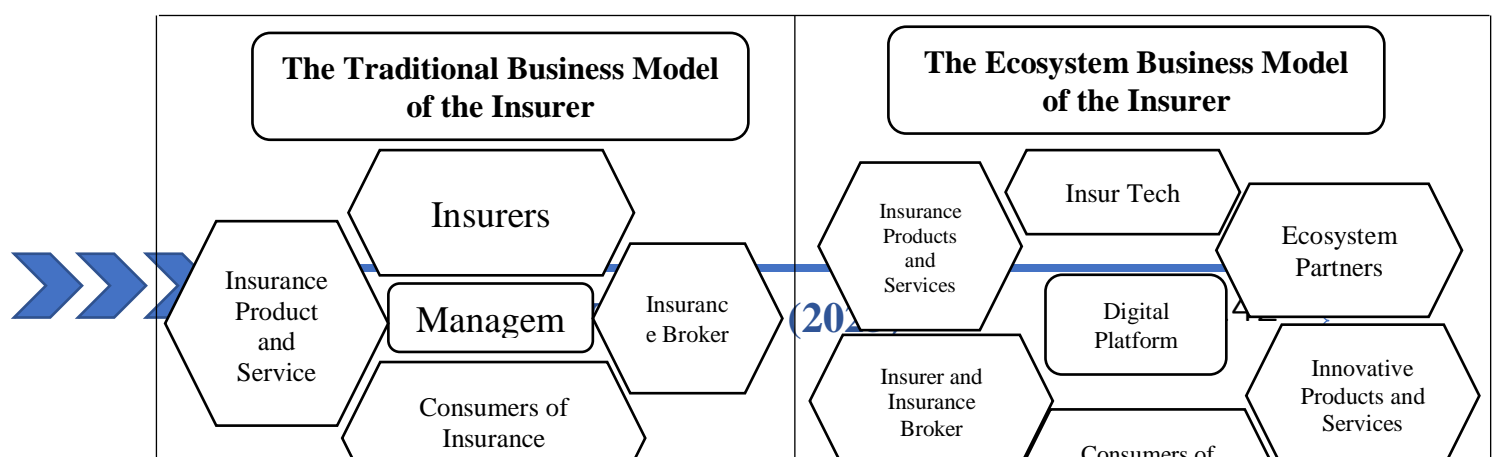 The Traditional Business Model
of the Insurer
Insurers
Insurance
Product
and
Service
Managem
Insuranc
e Broker
Consumers of
Insurance
The Ecosystem Business Model
of the Insurer
Insur Tech
Insurance
Products
and
Services
Ecosystem
Partners
Digital
Platform
Insurer and
Insurance
Broker
Innovative
Products and
Services
Consumers of